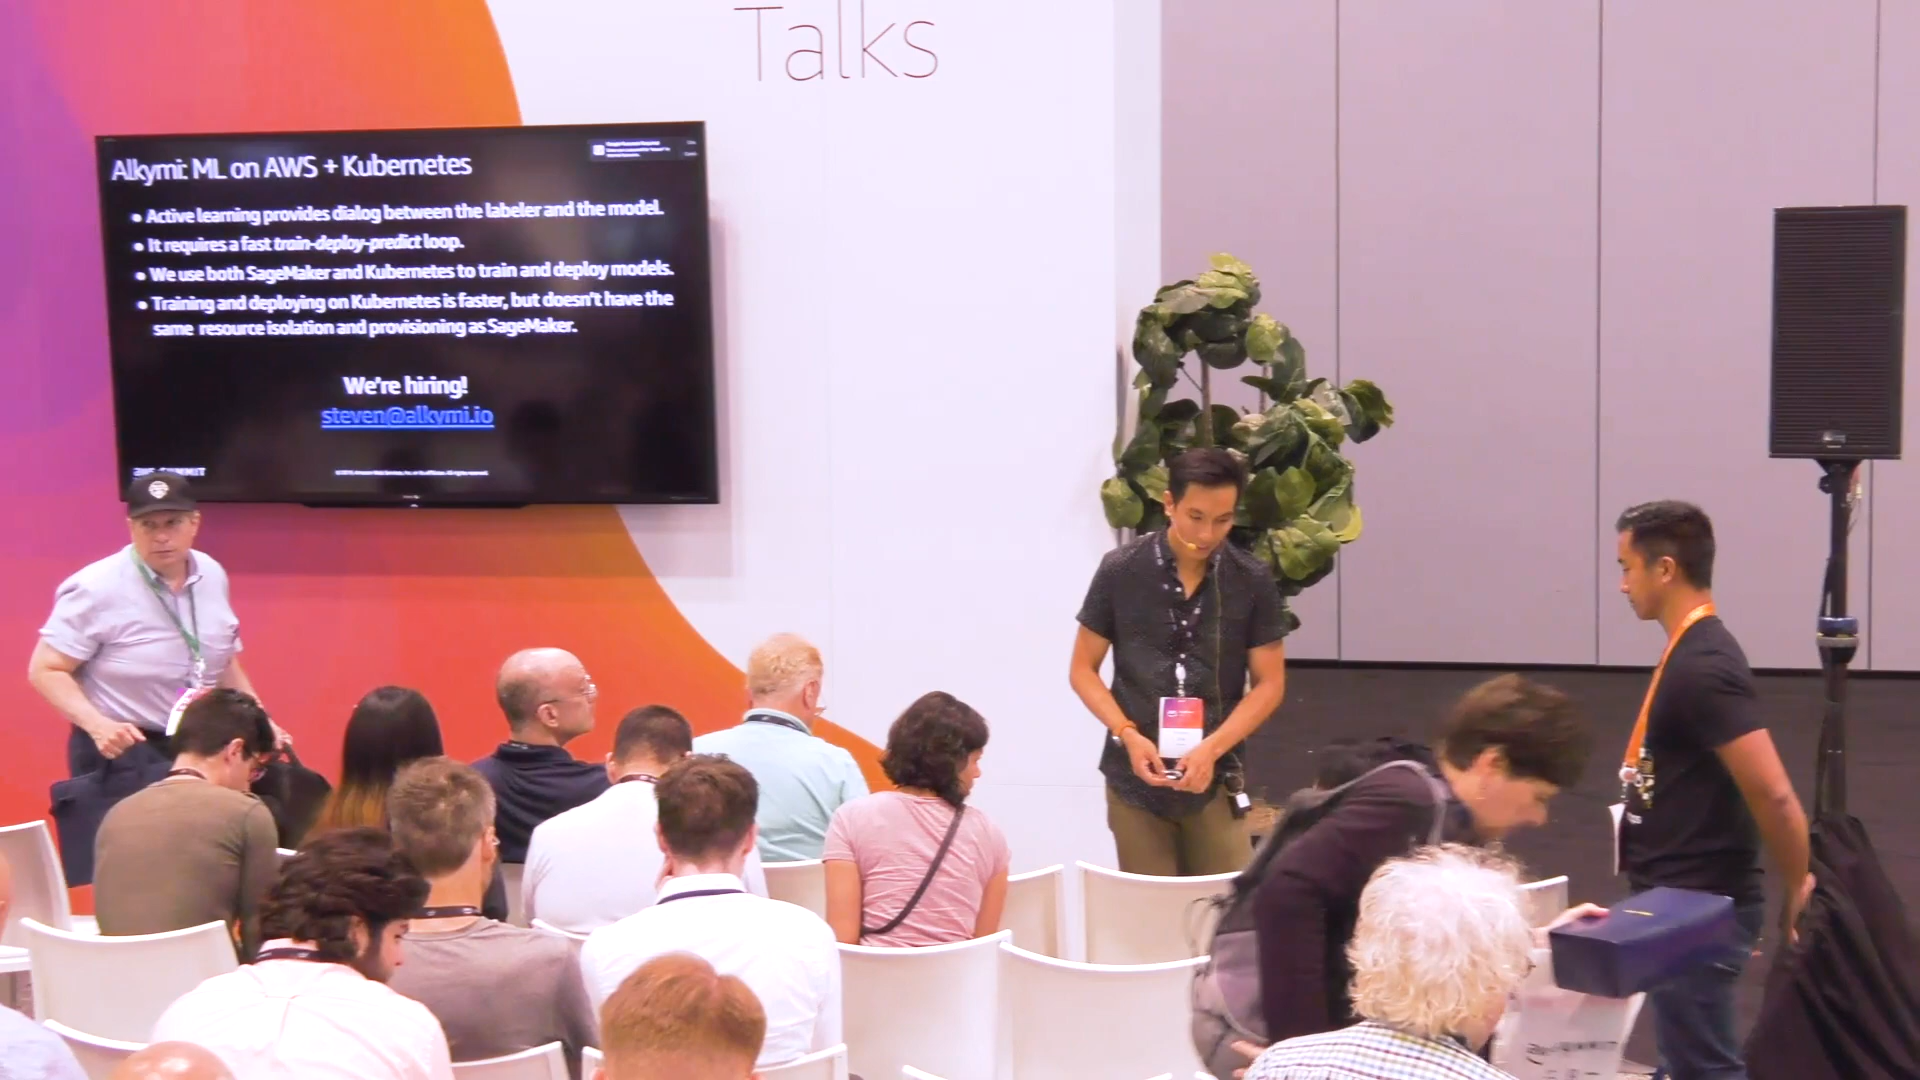 Talks
Alkymi: ML on AWS + Kubernetes
• Active learning provides dialog between the labeler and the model.
• It requires a fast train-deploy-predict loop.
• We use both SageMaker and Kubernetes to train and deploy models.
• Training and deploying on Kubernetes is faster, but doesn't have the
same resource isolation and provisioning as SageMaker.
We're hiring!
steven@alkymi.io
aws SUMMIT